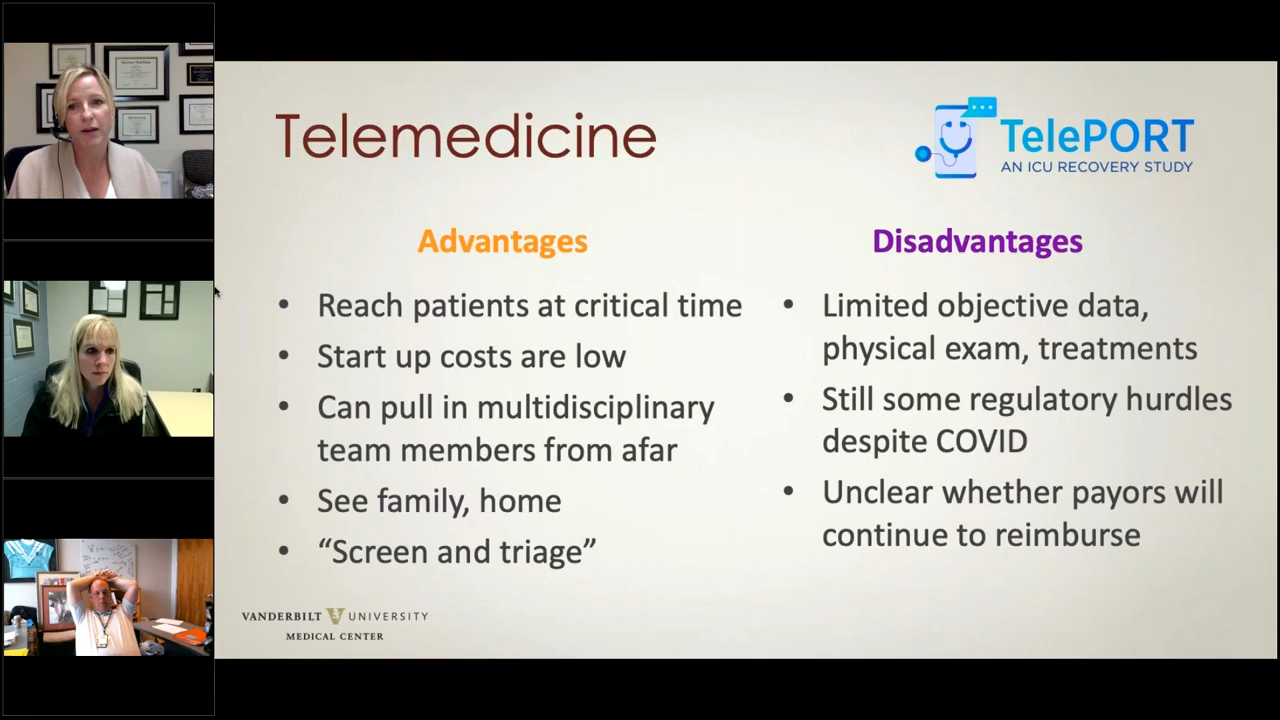 Telemedicine
TelePORT
AN ICU RECOVERY STUDY
Advantages
• Reach patients at critical time
• Start up costs are low
• Can pull in multidisciplinary
team members from afar
• See family, home
• “Screen and triage”
Disadvantages
• Limited objective data,
physical exam, treatments
• Still some regulatory hurdles
despite COVID
• Unclear whether payors will
continue to reimburse
VANDERBILT UNIVERSITY
MEDICAL CENTER